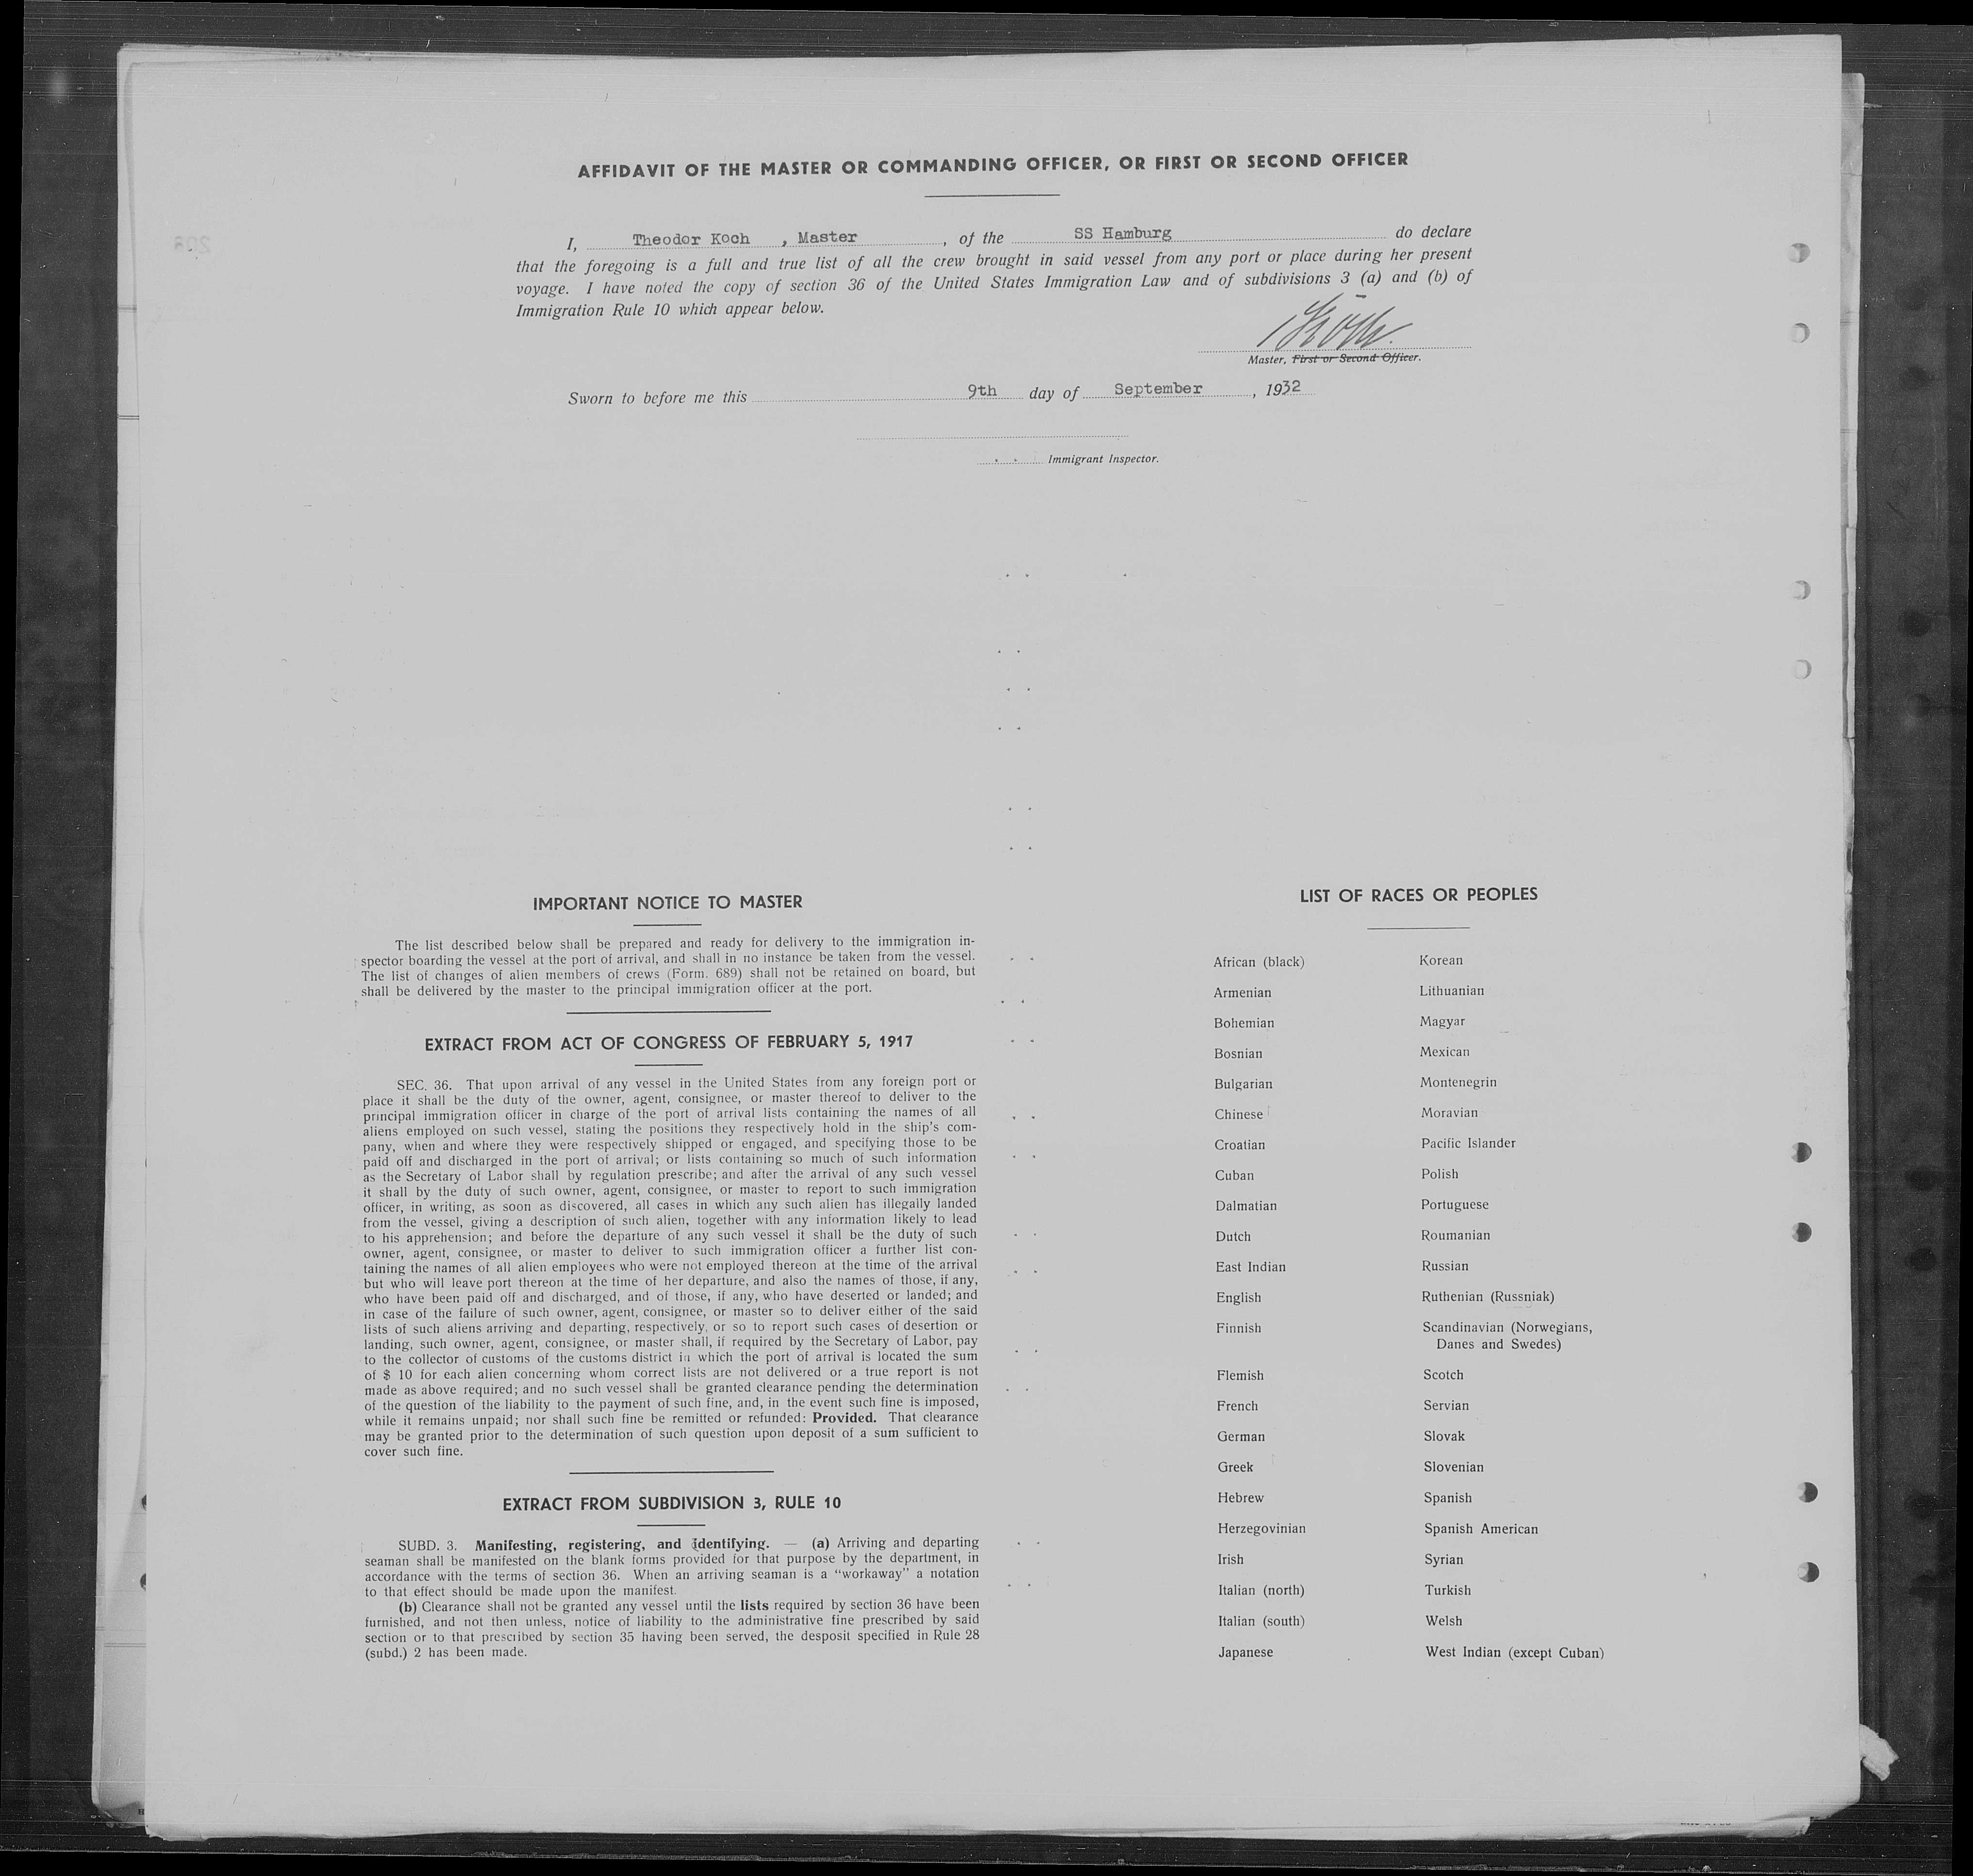 AFFIDAVIT OF THE MASTER OR COMMANDING OFFICER, OR FIRST OR SECOND OFFICER
I, Theodor Koch , Master , of the SS Hamburg do declare
that the foregoing is a full and true list of all the crew brought in said vessel from any port or place during her present
voyage. I have noted the copy of section 36 of the United States Immigration Law and of subdivisions 3 (a) and (b) of
Immigration Rule 10 which appear below.
Koch.
Master, First or Second Officer.
Sworn to before me this 9th day of September , 1932
Immigrant Inspector.
IMPORTANT NOTICE TO MASTER
The list described below shall be prepared and ready for delivery to the immigration in-
spector boarding the vessel at the port of arrival, and shall in no instance be taken from the vessel.
The list of changes of alien members of crews (Form. 689) shall not be retained on board, but
shall be delivered by the master to the principal immigration officer at the port.
EXTRACT FROM ACT OF CONGRESS OF FEBRUARY 5, 1917
SEC. 36. That upon arrival of any vessel in the United States from any foreign port or
place it shall be the duty of the owner, agent, consignee, or master thereof to deliver to the
principal immigration officer in charge of the port of arrival lists containing the names of all
aliens employed on such vessel, stating the positions they respectively hold in the ship's com-
pany, when and where they were respectively shipped or engaged, and specifying those to be
paid off and discharged in the port of arrival; or lists containing so much of such information
as the Secretary of Labor shall by regulation prescribe; and after the arrival of any such vessel
it shall by the duty of such owner, agent, consignee, or master to report to such immigration
officer, in writing, as soon as discovered, all cases in which any such alien has illegally landed
from the vessel, giving a description of such alien, together with any information likely to lead
to his apprehension; and before the departure of any such vessel it shall be the duty of such
owner, agent, consignee, or master to deliver to such immigration officer a further list con-
taining the names of all alien employees who were not employed thereon at the time of the arrival
but who will leave port thereon at the time of her departure, and also the names of those, if any,
who have been paid off and discharged, and of those, if any, who have deserted or landed; and
in case of the failure of such owner, agent, consignee, or master so to deliver either of the said
lists of such aliens arriving and departing, respectively, or so to report such cases of desertion or
landing, such owner, agent, consignee, or master shall, if required by the Secretary of Labor, pay
to the collector of customs of the customs district in which the port of arrival is located the sum
of $ 10 for each alien concerning whom correct lists are not delivered or a true report is not
made as above required; and no such vessel shall be granted clearance pending the determination
of the question of the liability to the payment of such fine, and, in the event such fine is imposed,
while it remains unpaid; nor shall such fine be remitted or refunded: Provided. That clearance
may be granted prior to the determination of such question upon deposit of a sum sufficient to
cover such fine.
EXTRACT FROM SUBDIVISION 3, RULE 10
SUBD. 3. Manifesting, registering, and identifying. — (a) Arriving and departing
seaman shall be manifested on the blank forms provided for that purpose by the department, in
accordance with the terms of section 36. When an arriving seaman is a “workaway” a notation
to that effect should be made upon the manifest.
(b) Clearance shall not be granted any vessel until the lists required by section 36 have been
furnished, and not then unless, notice of liability to the administrative fine prescribed by said
section or to that prescribed by section 35 having been served, the desposit specified in Rule 28
(subd.) 2 has been made.
LIST OF RACES OR PEOPLES
African (black) Korean
Armenian Lithuanian
Bohemian Magyar
Bosnian Mexican
Bulgarian Montenegrin
Chinese Moravian
Croatian Pacific Islander
Cuban Polish
Dalmatian Portuguese
Dutch Roumanian
East Indian Russian
English Ruthenian (Russniak)
Finnish Scandinavian (Norwegians,
Danes and Swedes)
Flemish Scotch
French Servian
German Slovak
Greek Slovenian
Hebrew Spanish
Herzegovinian Spanish American
Irish Syrian
Italian (north) Turkish
Italian (south) Welsh
Japanese West Indian (except Cuban)